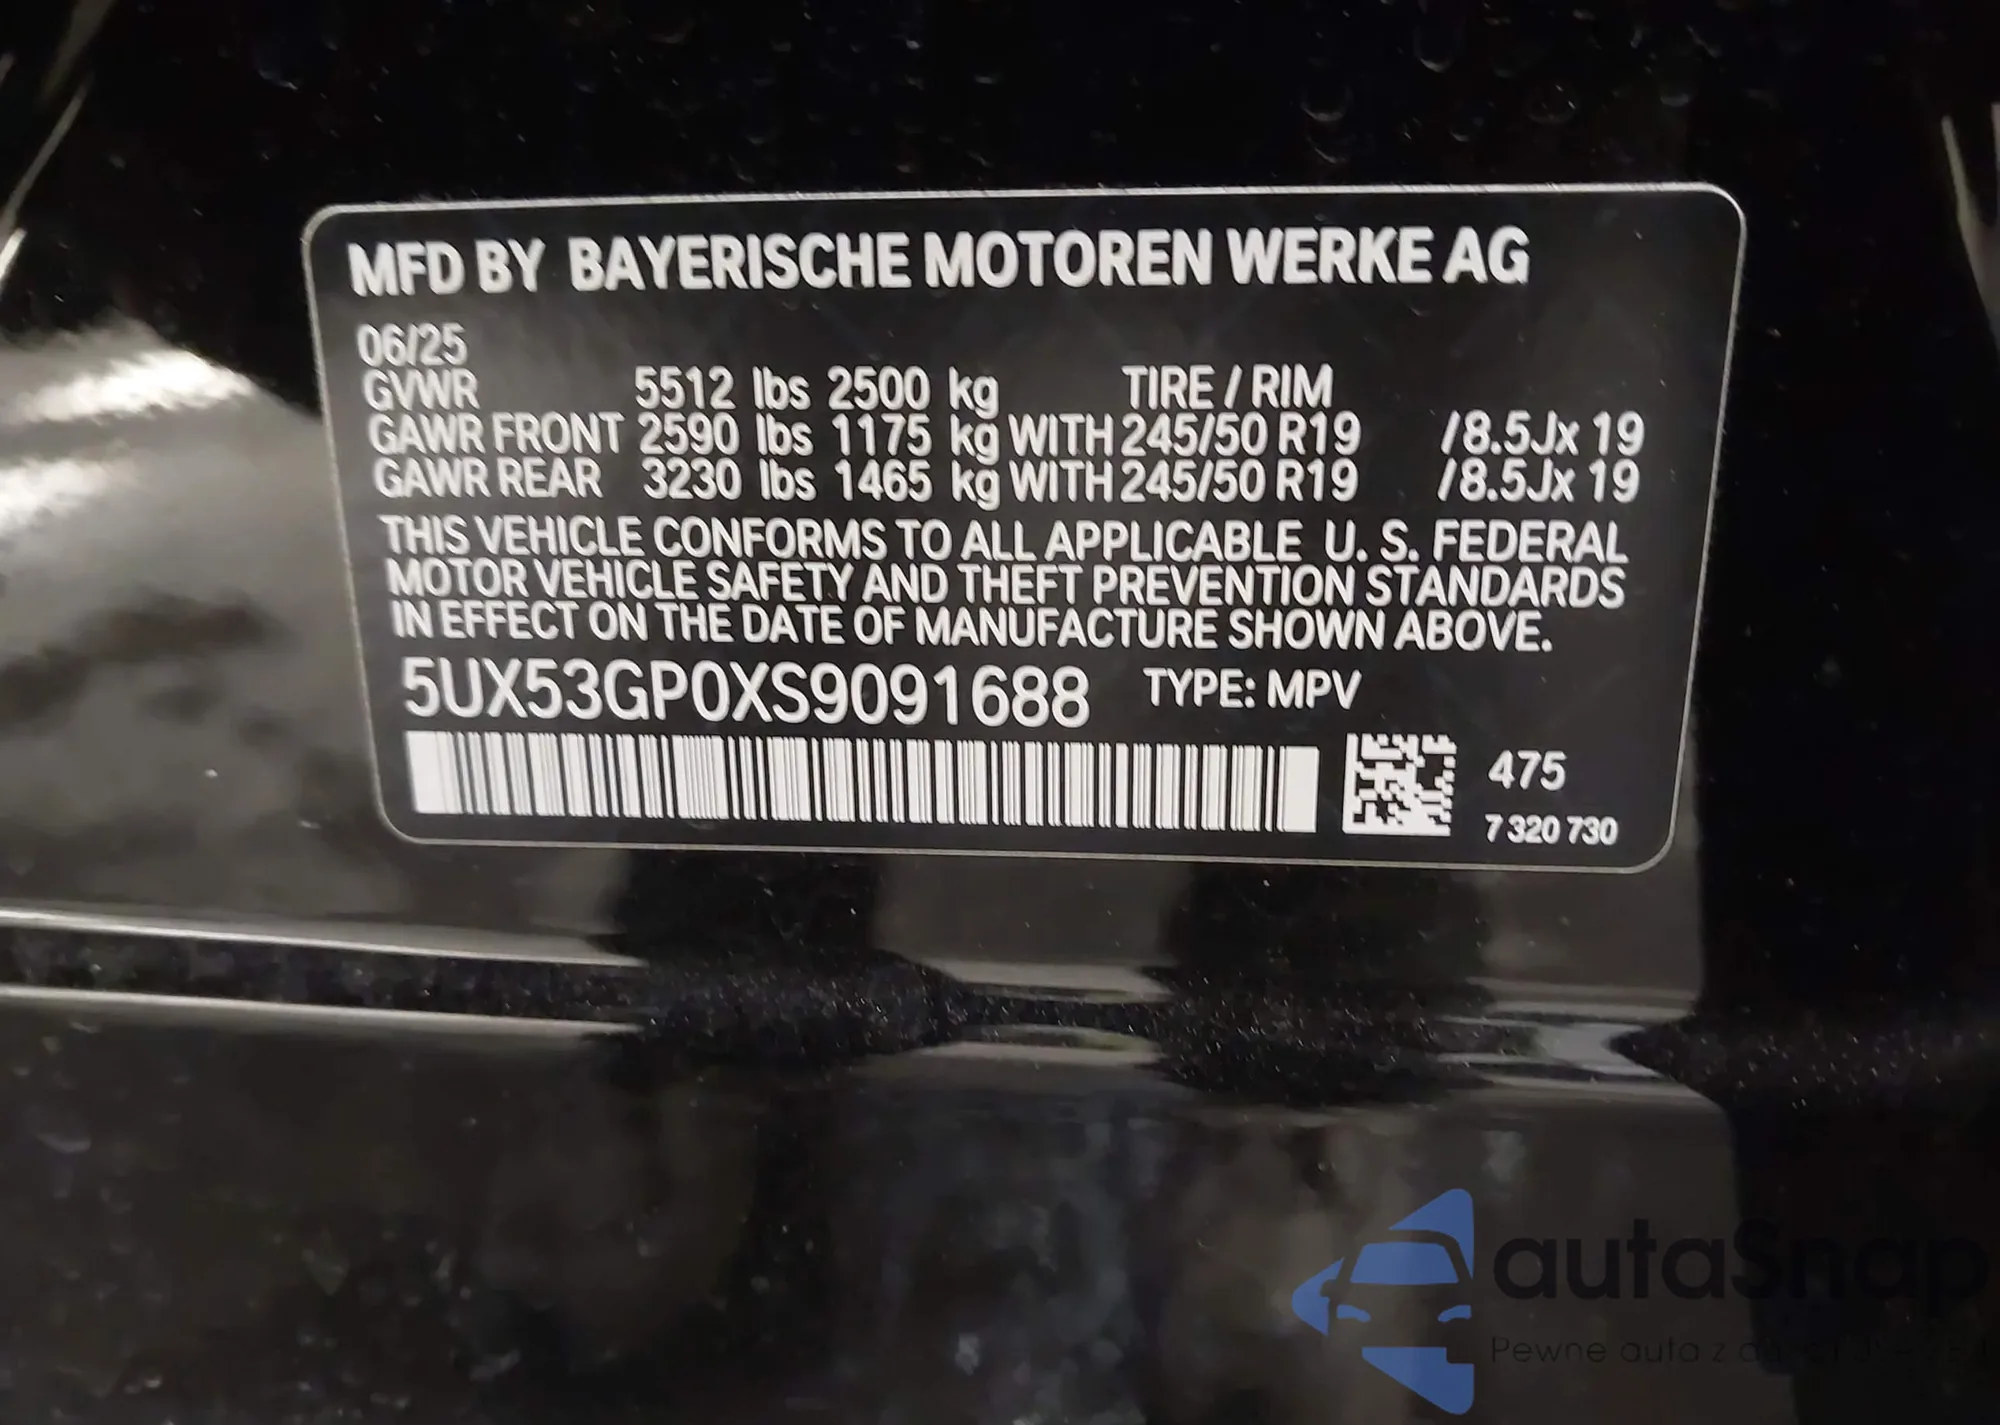 MFD BY BAYERISCHE MOTOREN WERKE AG
06/25
GVWR 5512 lbs 2500 kg TIRE / RIM
GAWR FRONT 2590 lbs 1175 kg WITH 245/50 R19 /8.5Jx 19
GAWR REAR 3230 lbs 1465 kg WITH 245/50 R19 /8.5Jx 19
THIS VEHICLE CONFORMS TO ALL APPLICABLE U. S. FEDERAL
MOTOR VEHICLE SAFETY AND THEFT PREVENTION STANDARDS
IN EFFECT ON THE DATE OF MANUFACTURE SHOWN ABOVE.
5UX53GP0XS9091688 TYPE: MPV
475
7 320 730
autaSnap
Pewne auta z